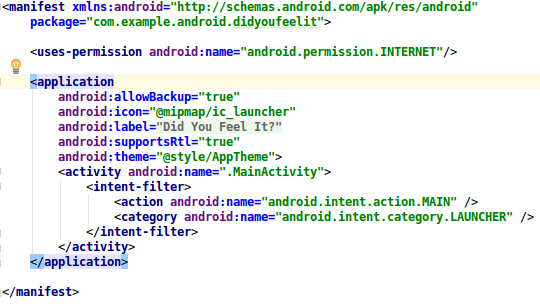 <manifest xmlns:android="http://schemas.android.com/apk/res/android"
    package="com.example.android.didyoufeelit">
    <uses-permission android:name="android.permission.INTERNET"/>
    <application
        android:allowBackup="true"
        android:icon="@mipmap/ic_launcher"
        android:label="Did You Feel It?"
        android:supportsRtl="true"
        android:theme="@style/AppTheme">
        <activity android:name=".MainActivity">
            <intent-filter>
                <action android:name="android.intent.action.MAIN" />
                <category android:name="android.intent.category.LAUNCHER" />
            </intent-filter>
        </activity>
    </application>
</manifest>